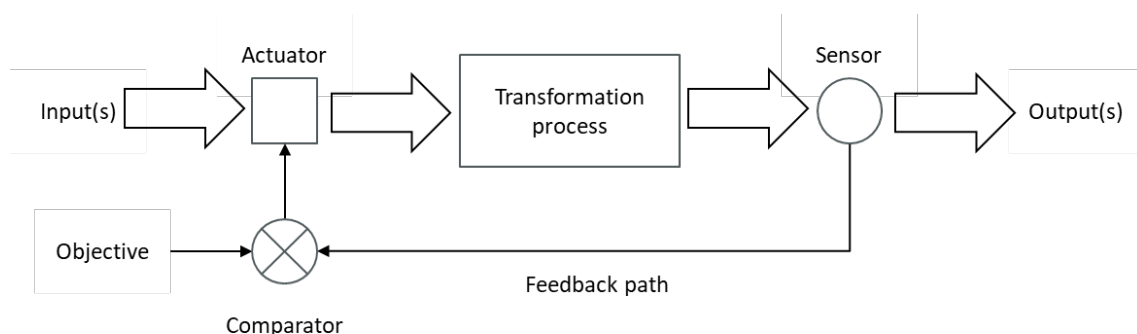 Actuator
Sensor
Input(s)
Transformation
process
Output(s)
Objective
Feedback path
Comparator